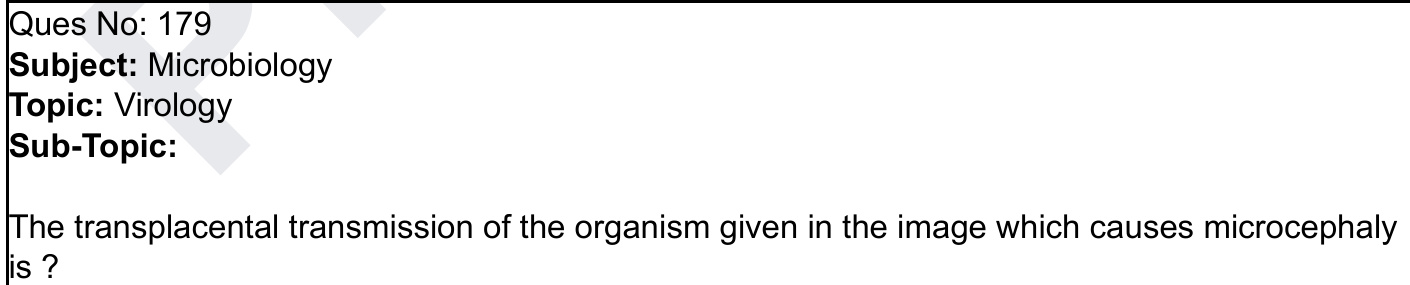 Ques No: 179
Subject: Microbiology
Topic: Virology
Sub-Topic:
The transplacental transmission of the organism given in the image which causes microcephaly
is ?